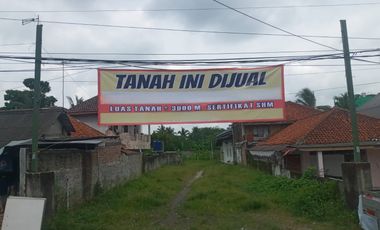 TANAH INI DIJUAL
LUAS TANAH ± 3000 M SERTIFIKAT SHM